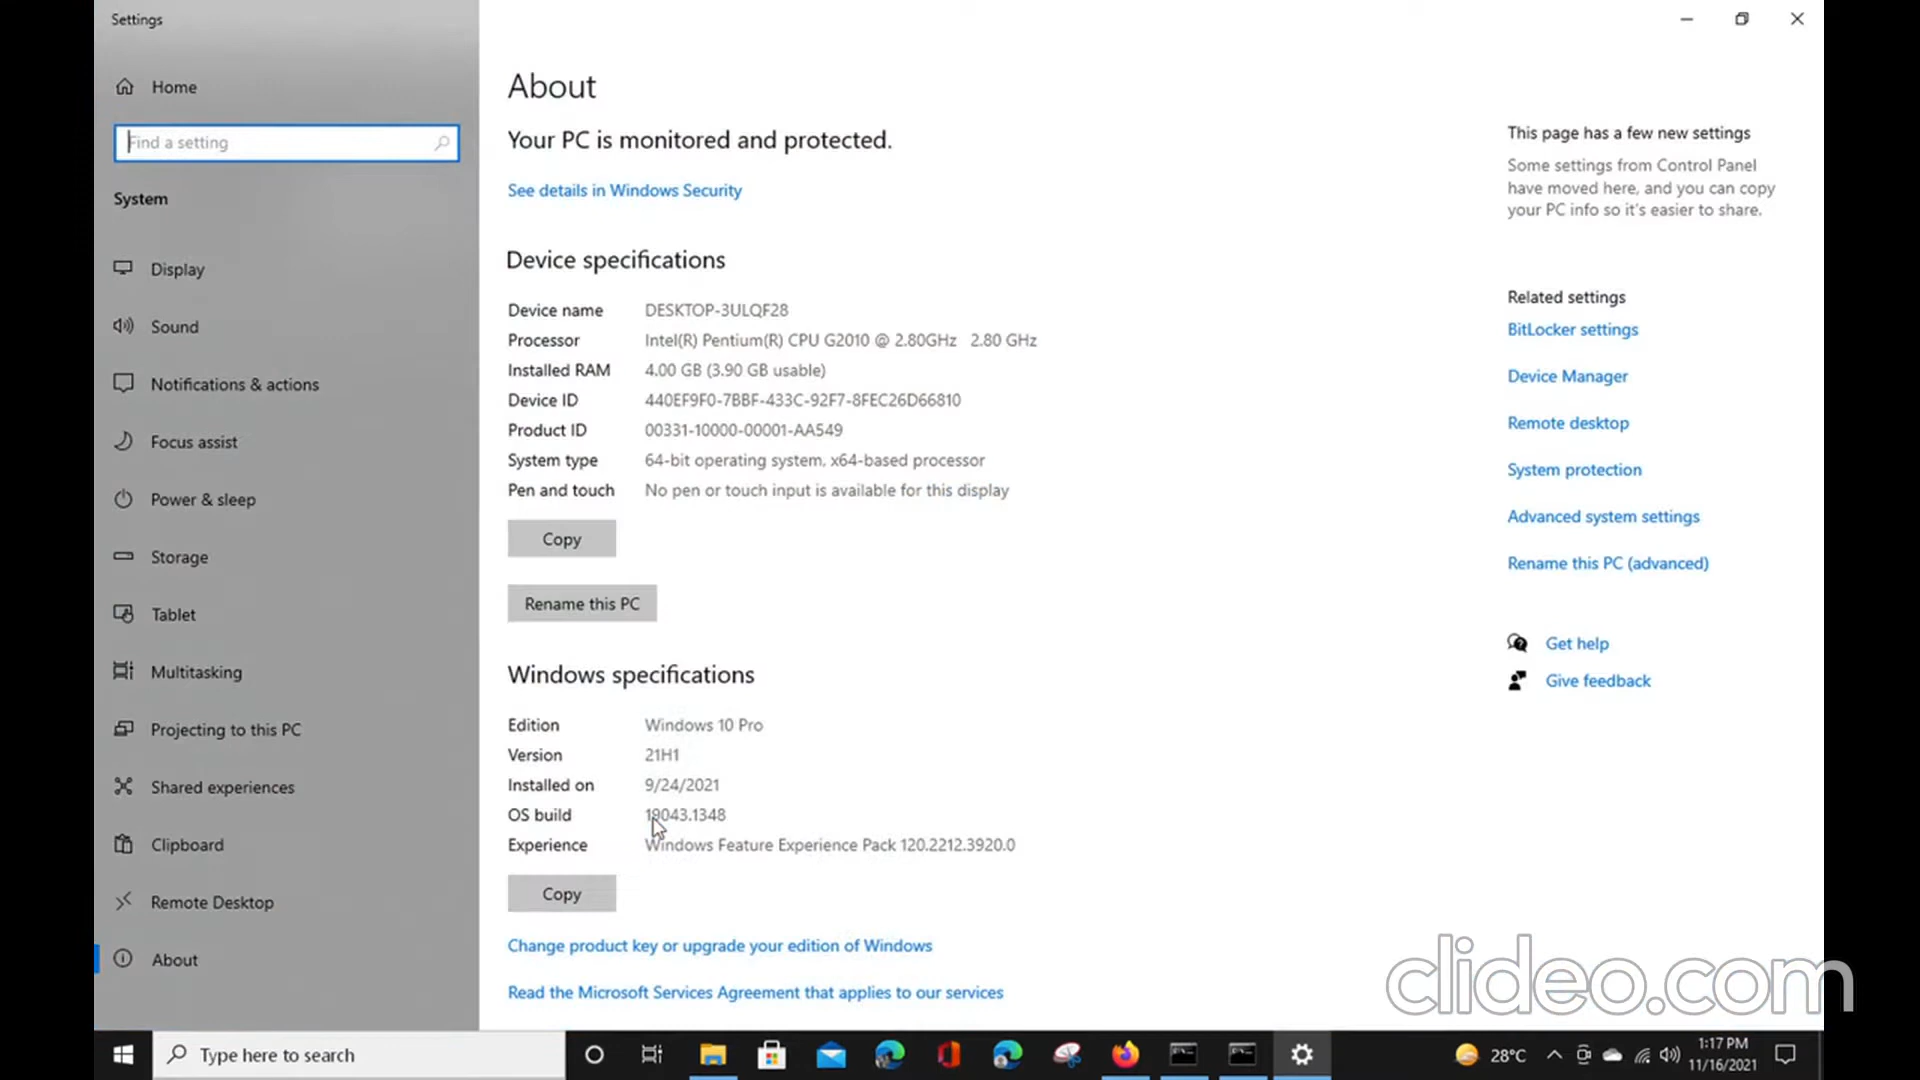 Settings
Home
Find a setting
System
Display
Sound
Notifications & actions
Focus assist
Power & sleep
Storage
Tablet
Multitasking
Projecting to this PC
Shared experiences
Clipboard
Remote Desktop
About
About
Your PC is monitored and protected.
See details in Windows Security
Device specifications
Device name DESKTOP-3ULQF28
Processor Intel(R) Pentium(R) CPU G2010 @ 2.80GHz 2.80 GHz
Installed RAM 4.00 GB (3.90 GB usable)
Device ID 440EF9F0-7BBF-433C-92F7-8FEC26D66810
Product ID 00331-10000-00001-AA549
System type 64-bit operating system, x64-based processor
Pen and touch No pen or touch input is available for this display
Copy
Rename this PC
Windows specifications
Edition Windows 10 Pro
Version 21H1
Installed on 9/24/2021
OS build 19043.1348
Experience Windows Feature Experience Pack 120.2212.3920.0
Copy
Change product key or upgrade your edition of Windows
Read the Microsoft Services Agreement that applies to our services
This page has a few new settings
Some settings from Control Panel
have moved here, and you can copy
your PC info so it's easier to share.
Related settings
BitLocker settings
Device Manager
Remote desktop
System protection
Advanced system settings
Rename this PC (advanced)
Get help
Give feedback
clideo.com
Type here to search
28°C
1:17 PM
11/16/2021